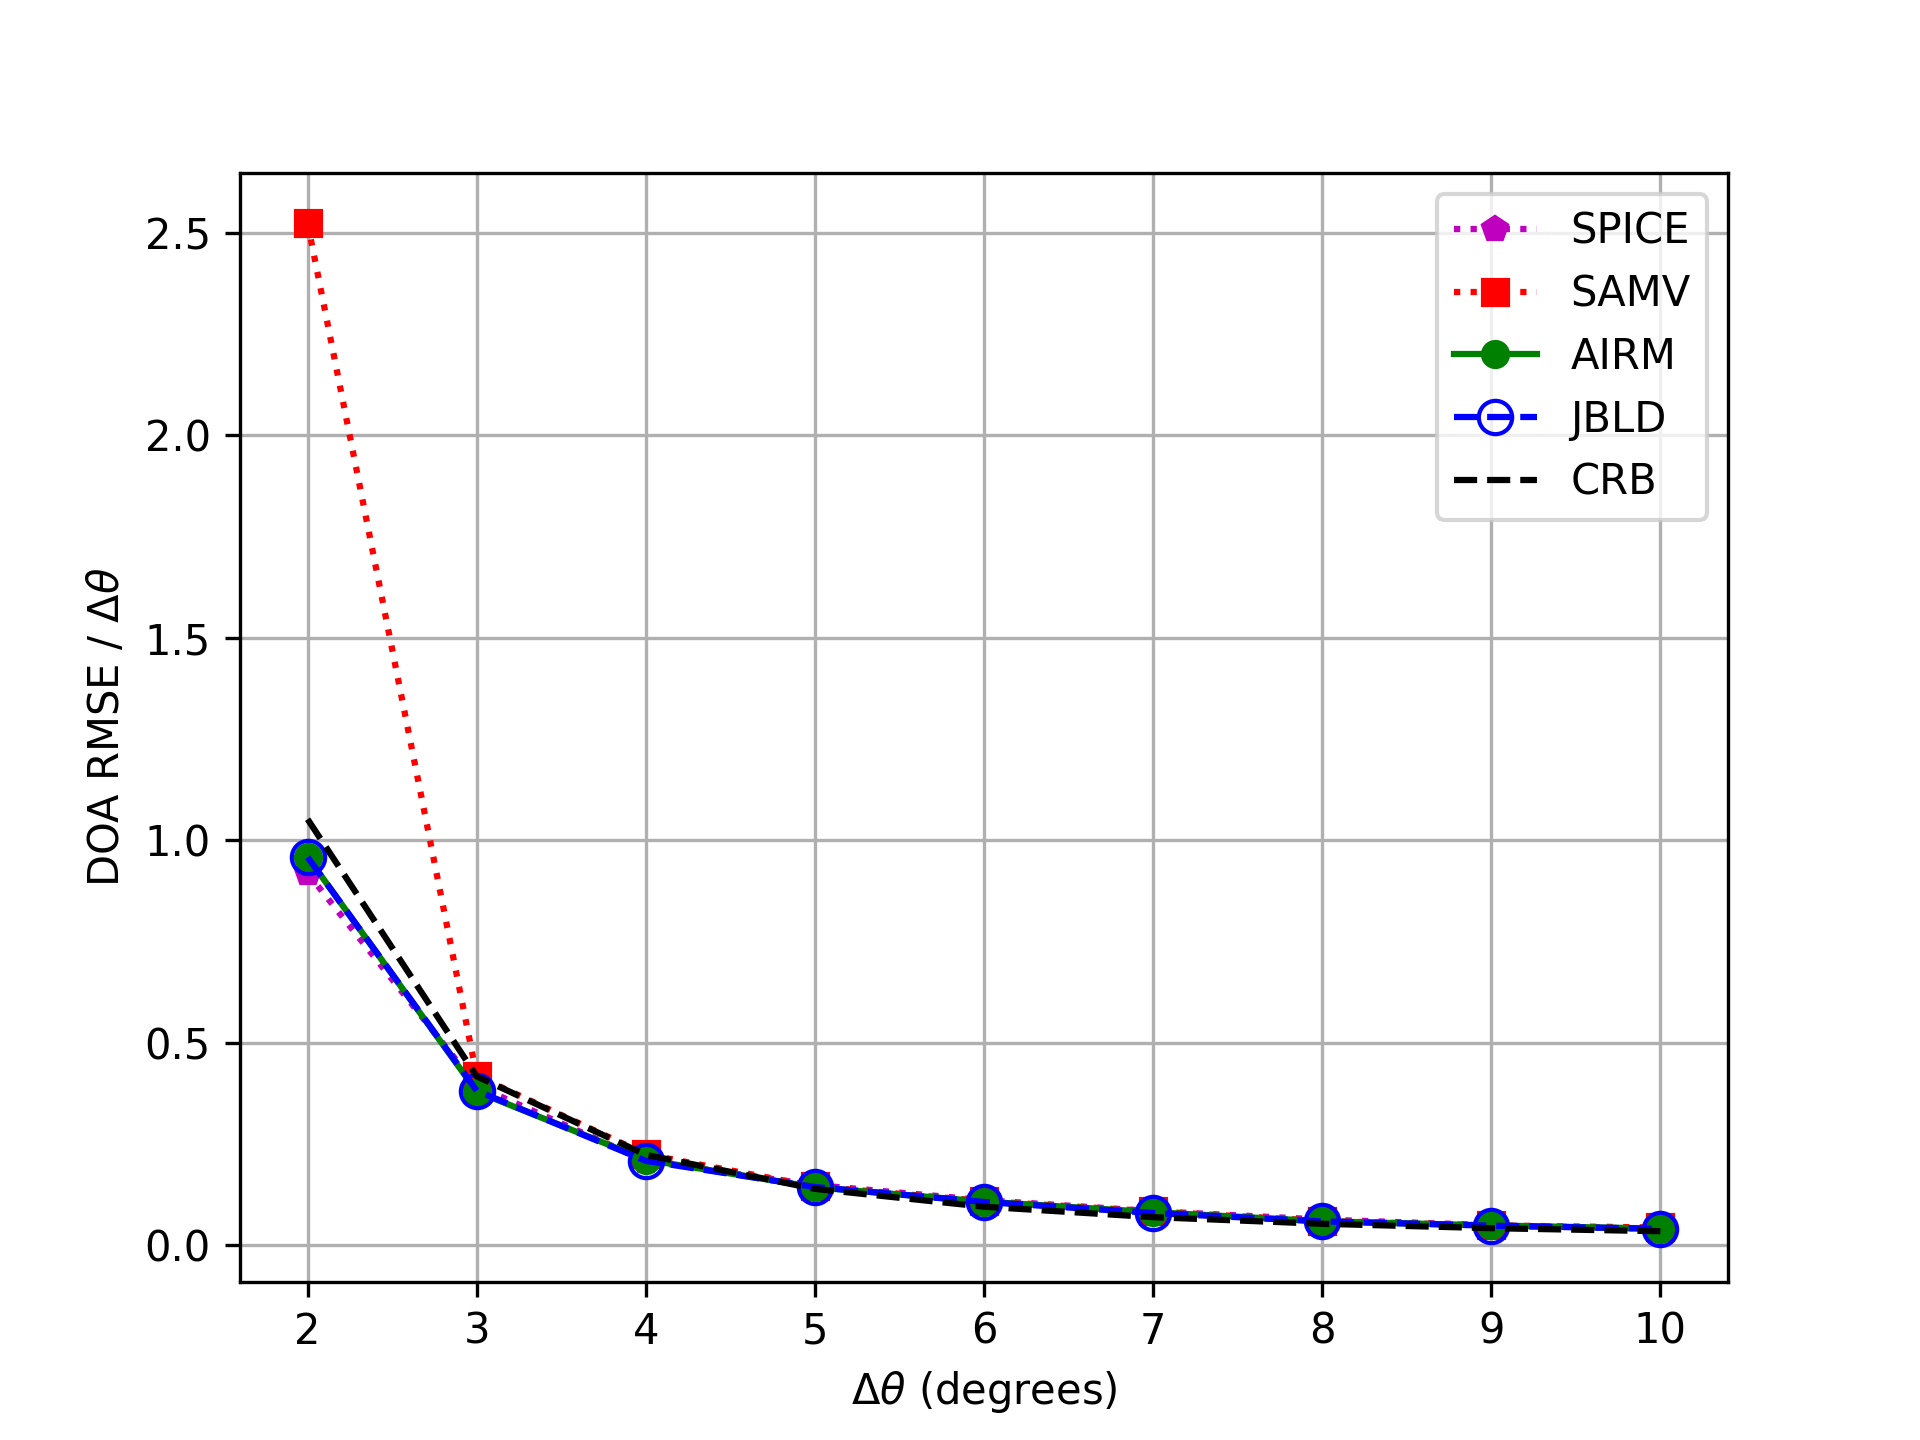 2.5
2.0
1.5
1.0
0.5
0.0
DOA RMSE / Δθ
2 3 4 5 6 7 8 9 10
Δθ (degrees)
SPICE
SAMV
AIRM
JBLD
CRB